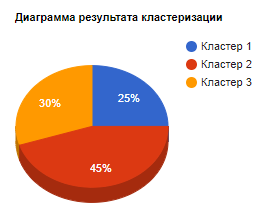 Диаграмма результата кластеризации
Кластер 1
Кластер 2
Кластер 3
25%
30%
45%